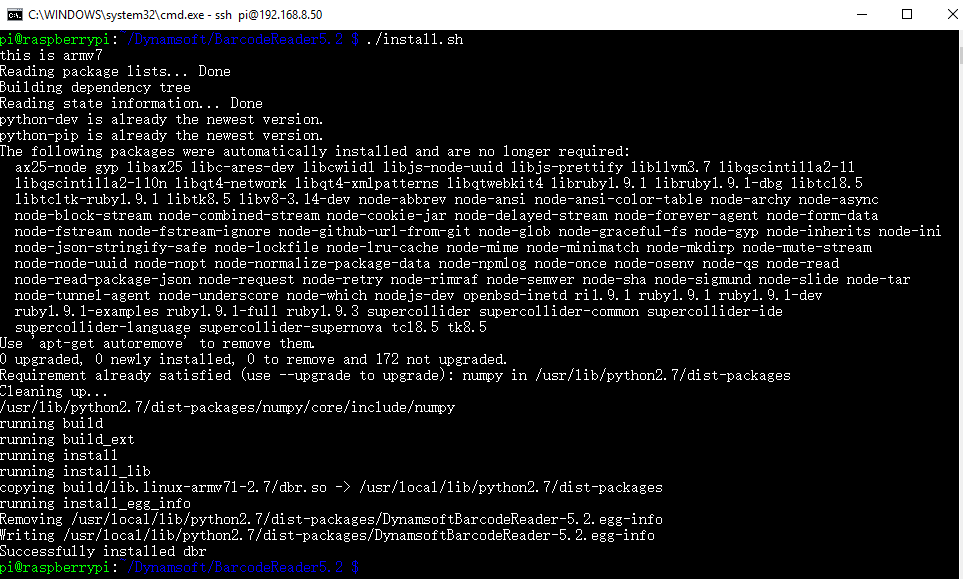 C:\WINDOWS\system32\cmd.exe - ssh pi@192.168.8.50
pi@raspberrypi:~/Dynamsoft/BarcodeReader5.2 $ ./install.sh
this is armv7
Reading package lists... Done
Building dependency tree
Reading state information... Done
python-dev is already the newest version.
python-pip is already the newest version.
The following packages were automatically installed and are no longer required:
  ax25-node gyp libax25 libc-ares-dev libcwiid1 libjs-node-uuid libjs-prettify libllvm3.7 libqscintilla2-11
  libqscintilla2-l10n libqt4-network libqt4-xmlpatterns libqtwebkit4 libruby1.9.1 libruby1.9.1-dbg libtcl8.5
  libtcltk-ruby1.9.1 libtk8.5 libv8-3.14-dev node-abbrev node-ansi node-ansi-color-table node-archy node-async
  node-block-stream node-combined-stream node-cookie-jar node-delayed-stream node-forever-agent node-form-data
  node-fstream node-fstream-ignore node-github-url-from-git node-glob node-graceful-fs node-gyp node-inherits node-ini
  node-json-stringify-safe node-lockfile node-lru-cache node-mime node-minimatch node-mkdirp node-mute-stream
  node-node-uuid node-nopt node-normalize-package-data node-npmlog node-once node-osenv node-qs node-read
  node-read-package-json node-request node-retry node-rimraf node-semver node-sha node-sigmund node-slide node-tar
  node-tunnel-agent node-underscore node-which nodejs-dev openbsd-inetd ri1.9.1 ruby1.9.1 ruby1.9.1-dev
  ruby1.9.1-examples ruby1.9.1-full ruby1.9.3 supercollider supercollider-common supercollider-ide
  supercollider-language supercollider-supernova tcl8.5 tk8.5
Use 'apt-get autoremove' to remove them.
0 upgraded, 0 newly installed, 0 to remove and 172 not upgraded.
Requirement already satisfied (use --upgrade to upgrade): numpy in /usr/lib/python2.7/dist-packages
Cleaning up...
/usr/lib/python2.7/dist-packages/numpy/core/include/numpy
running build
running build_ext
running install
running install_lib
copying build/lib.linux-armv7l-2.7/dbr.so -> /usr/local/lib/python2.7/dist-packages
running install_egg_info
Removing /usr/local/lib/python2.7/dist-packages/DynamsoftBarcodeReader-5.2.egg-info
Writing /usr/local/lib/python2.7/dist-packages/DynamsoftBarcodeReader-5.2.egg-info
Successfully installed dbr
pi@raspberrypi:~/Dynamsoft/BarcodeReader5.2 $